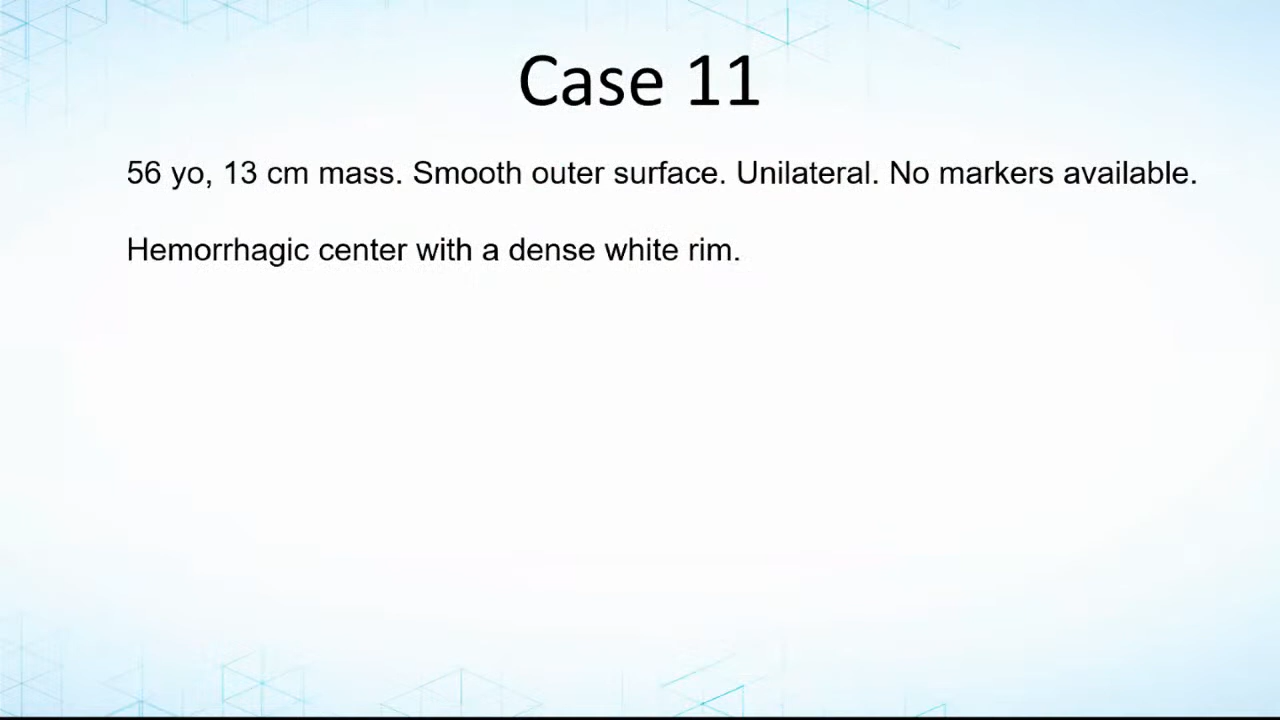 Case 11
56 yo, 13 cm mass. Smooth outer surface. Unilateral. No markers available.
Hemorrhagic center with a dense white rim.